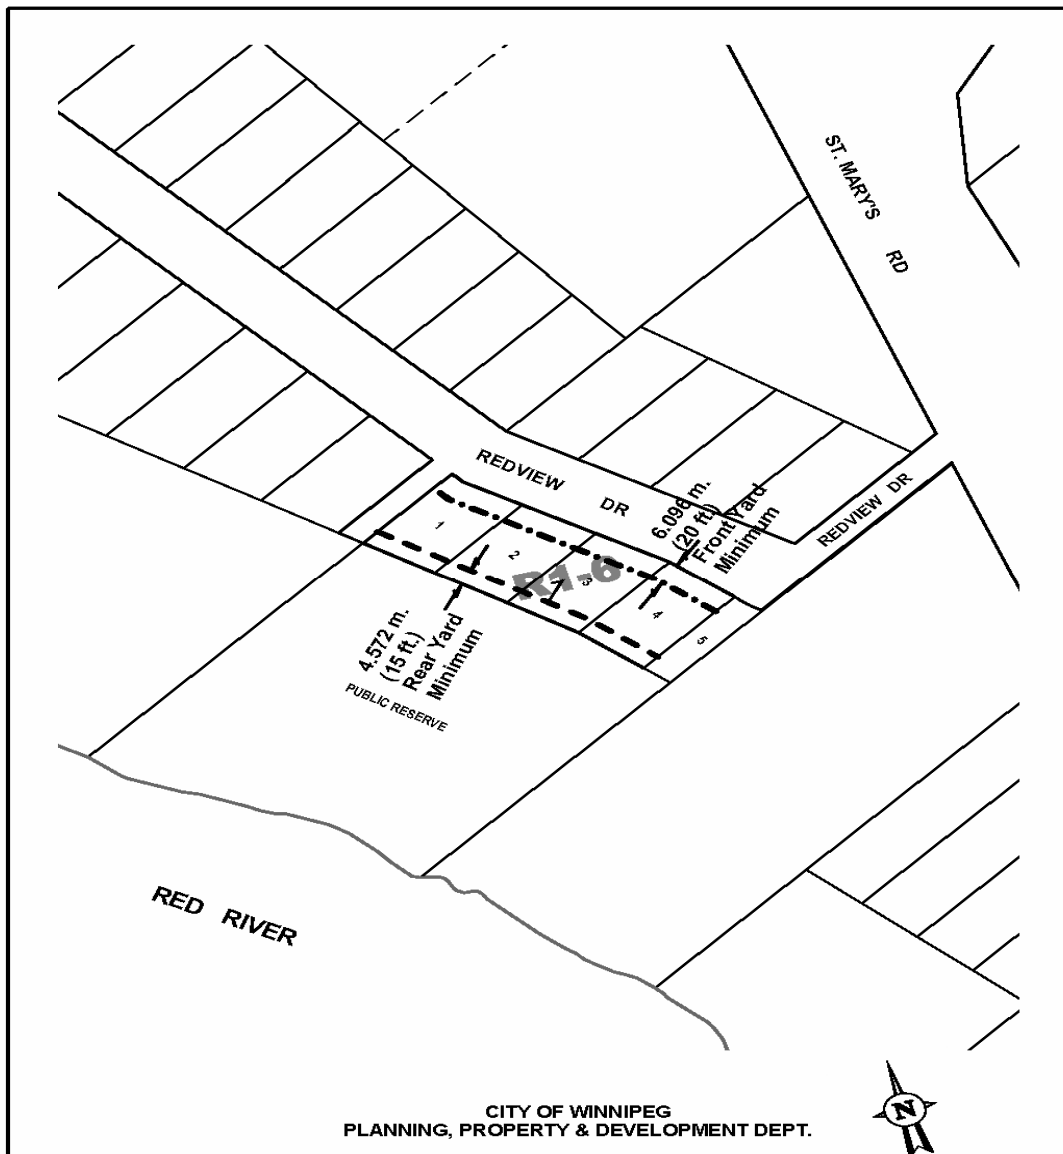 ST. MARY'S RD
REDVIEW DR
REDVIEW DR
6.096 m.
(20 ft.)
Front Yard
Minimum
1
2
3
4
5
R1-6
4.572 m.
(15 ft.)
Rear Yard
Minimum
PUBLIC RESERVE
RED RIVER
N
CITY OF WINNIPEG
PLANNING, PROPERTY & DEVELOPMENT DEPT.